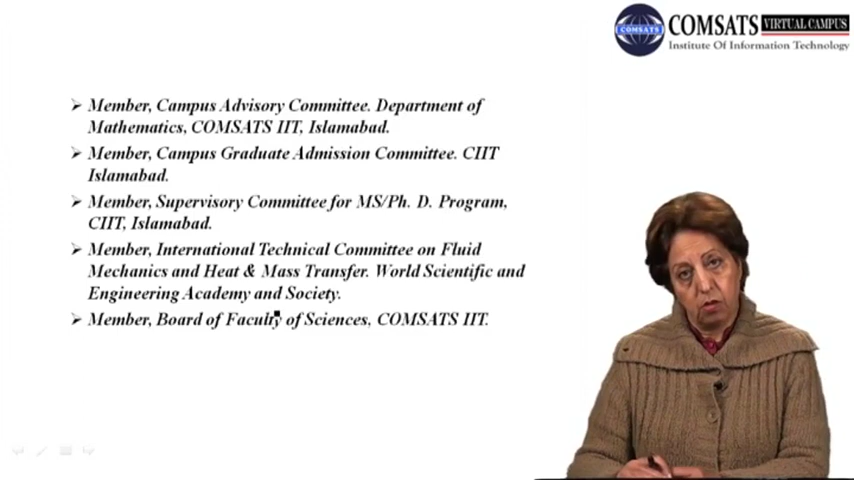 COMSATS VIRTUAL CAMPUS
Institute Of Information Technology
COMSATS
➢ Member, Campus Advisory Committee. Department of
Mathematics, COMSATS IIT, Islamabad.
➢ Member, Campus Graduate Admission Committee. CIIT
Islamabad.
➢ Member, Supervisory Committee for MS/Ph. D. Program,
CIIT, Islamabad.
➢ Member, International Technical Committee on Fluid
Mechanics and Heat & Mass Transfer. World Scientific and
Engineering Academy and Society.
➢ Member, Board of Faculty of Sciences, COMSATS IIT.